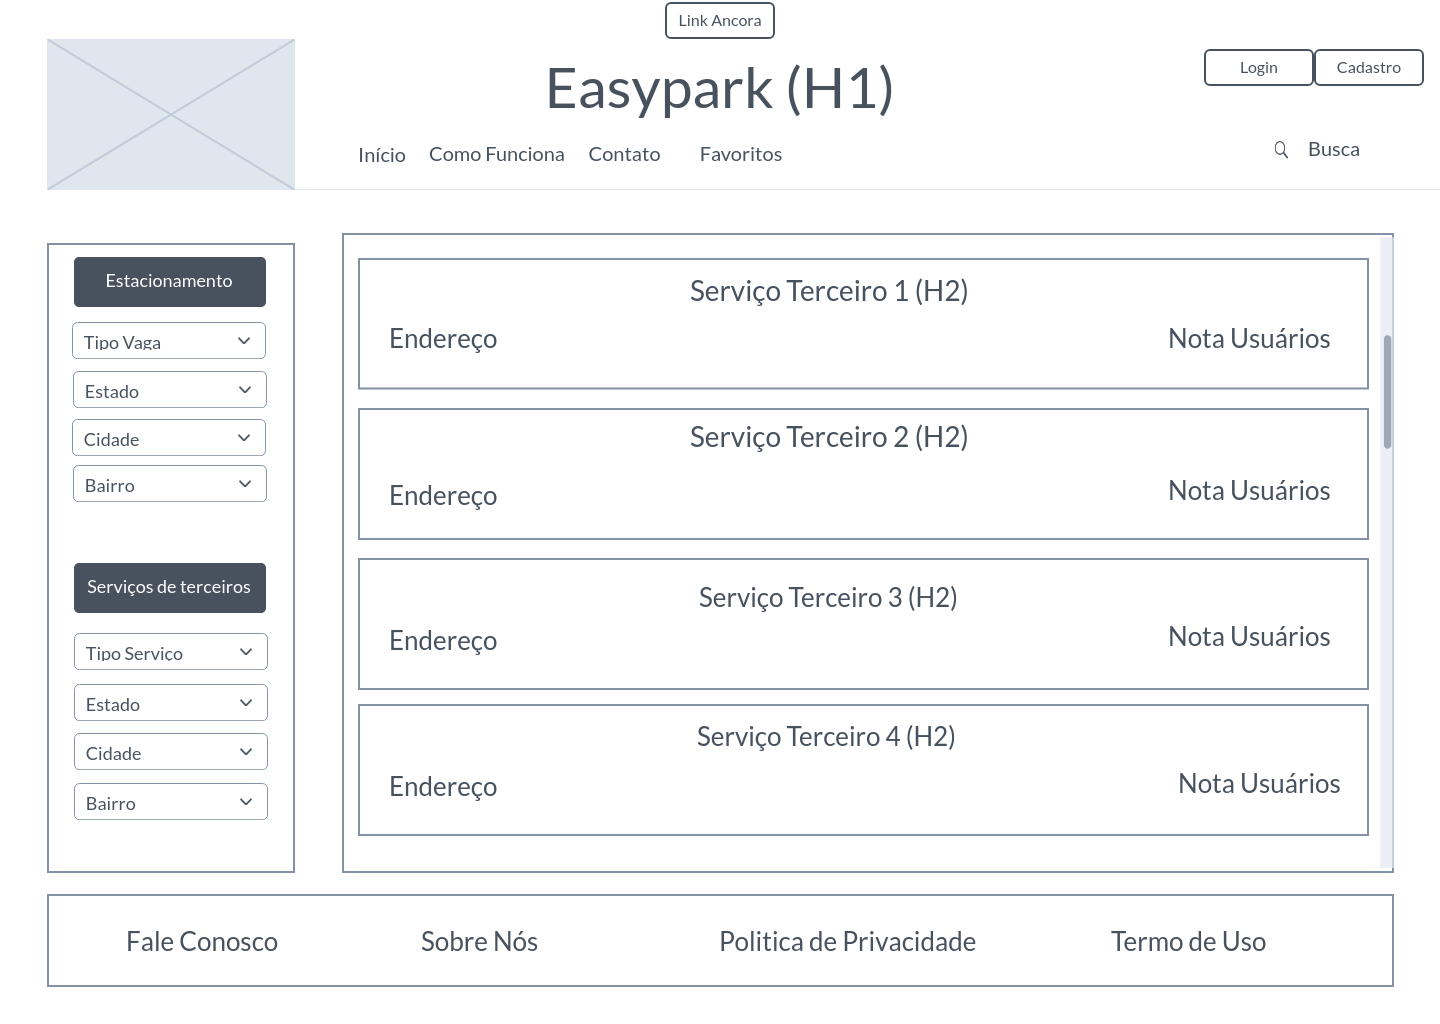 Link Ancora
Easypark (H1)
Login
Cadastro
Início
Como Funciona
Contato
Favoritos
Busca
Estacionamento
Tipo Vaga
Estado
Cidade
Bairro
Serviços de terceiros
Tipo Serviço
Estado
Cidade
Bairro
Serviço Terceiro 1 (H2)
Endereço
Nota Usuários
Serviço Terceiro 2 (H2)
Endereço
Nota Usuários
Serviço Terceiro 3 (H2)
Endereço
Nota Usuários
Serviço Terceiro 4 (H2)
Endereço
Nota Usuários
Fale Conosco
Sobre Nós
Politica de Privacidade
Termo de Uso